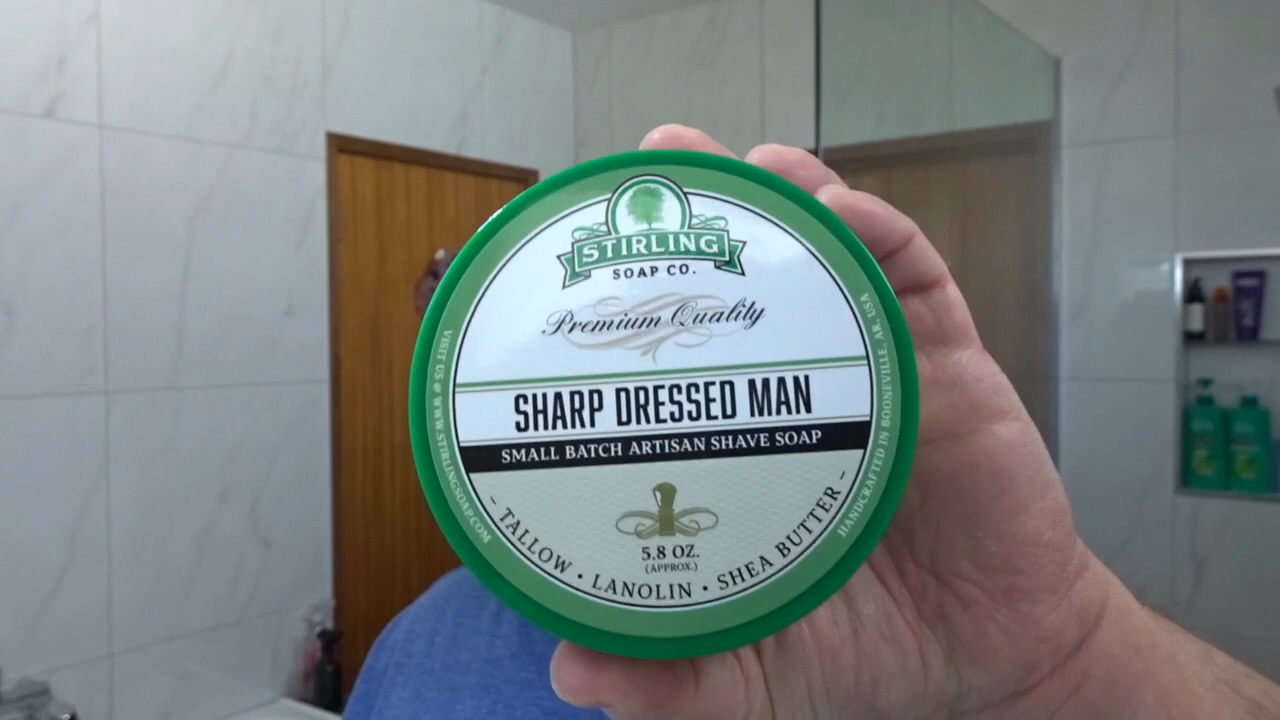 STIRLING
SOAP CO.
Premium Quality
SHARP DRESSED MAN
SMALL BATCH ARTISAN SHAVE SOAP
5.8 OZ.
(APPROX.)
- TALLOW • LANOLIN • SHEA BUTTER -
VISIT US @ WWW.STIRLINGSOAP.COM
HANDCRAFTED IN BOONEVILLE, AR, USA